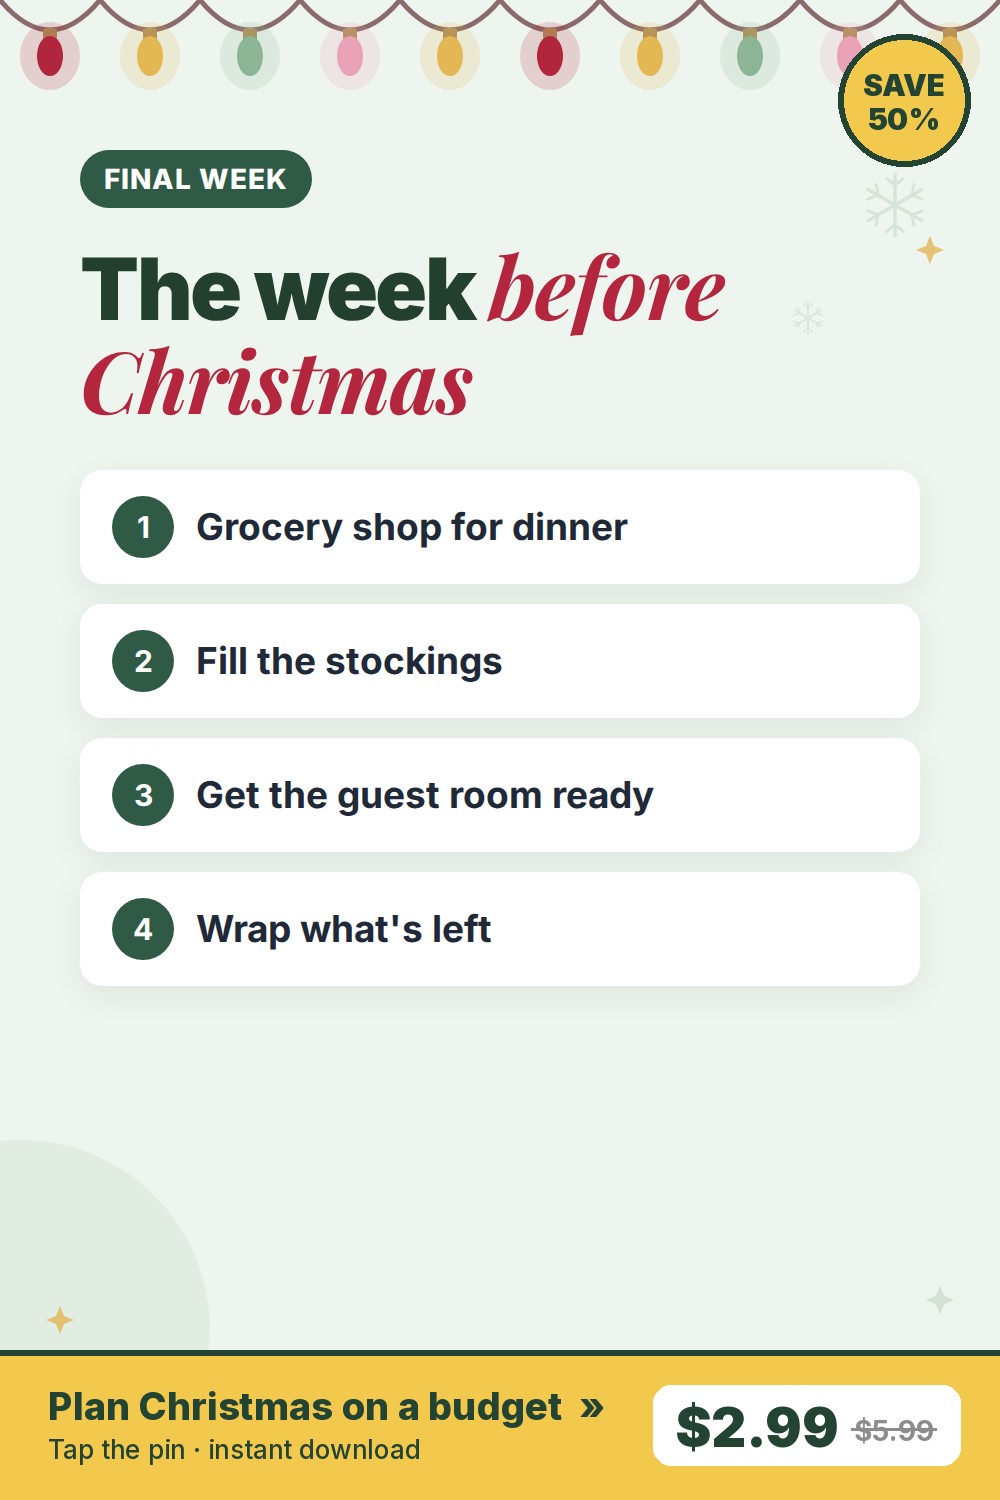 SAVE
50%
FINAL WEEK
The week before
Christmas
1 Grocery shop for dinner
2 Fill the stockings
3 Get the guest room ready
4 Wrap what's left
Plan Christmas on a budget »
Tap the pin · instant download
$2.99 $5.99